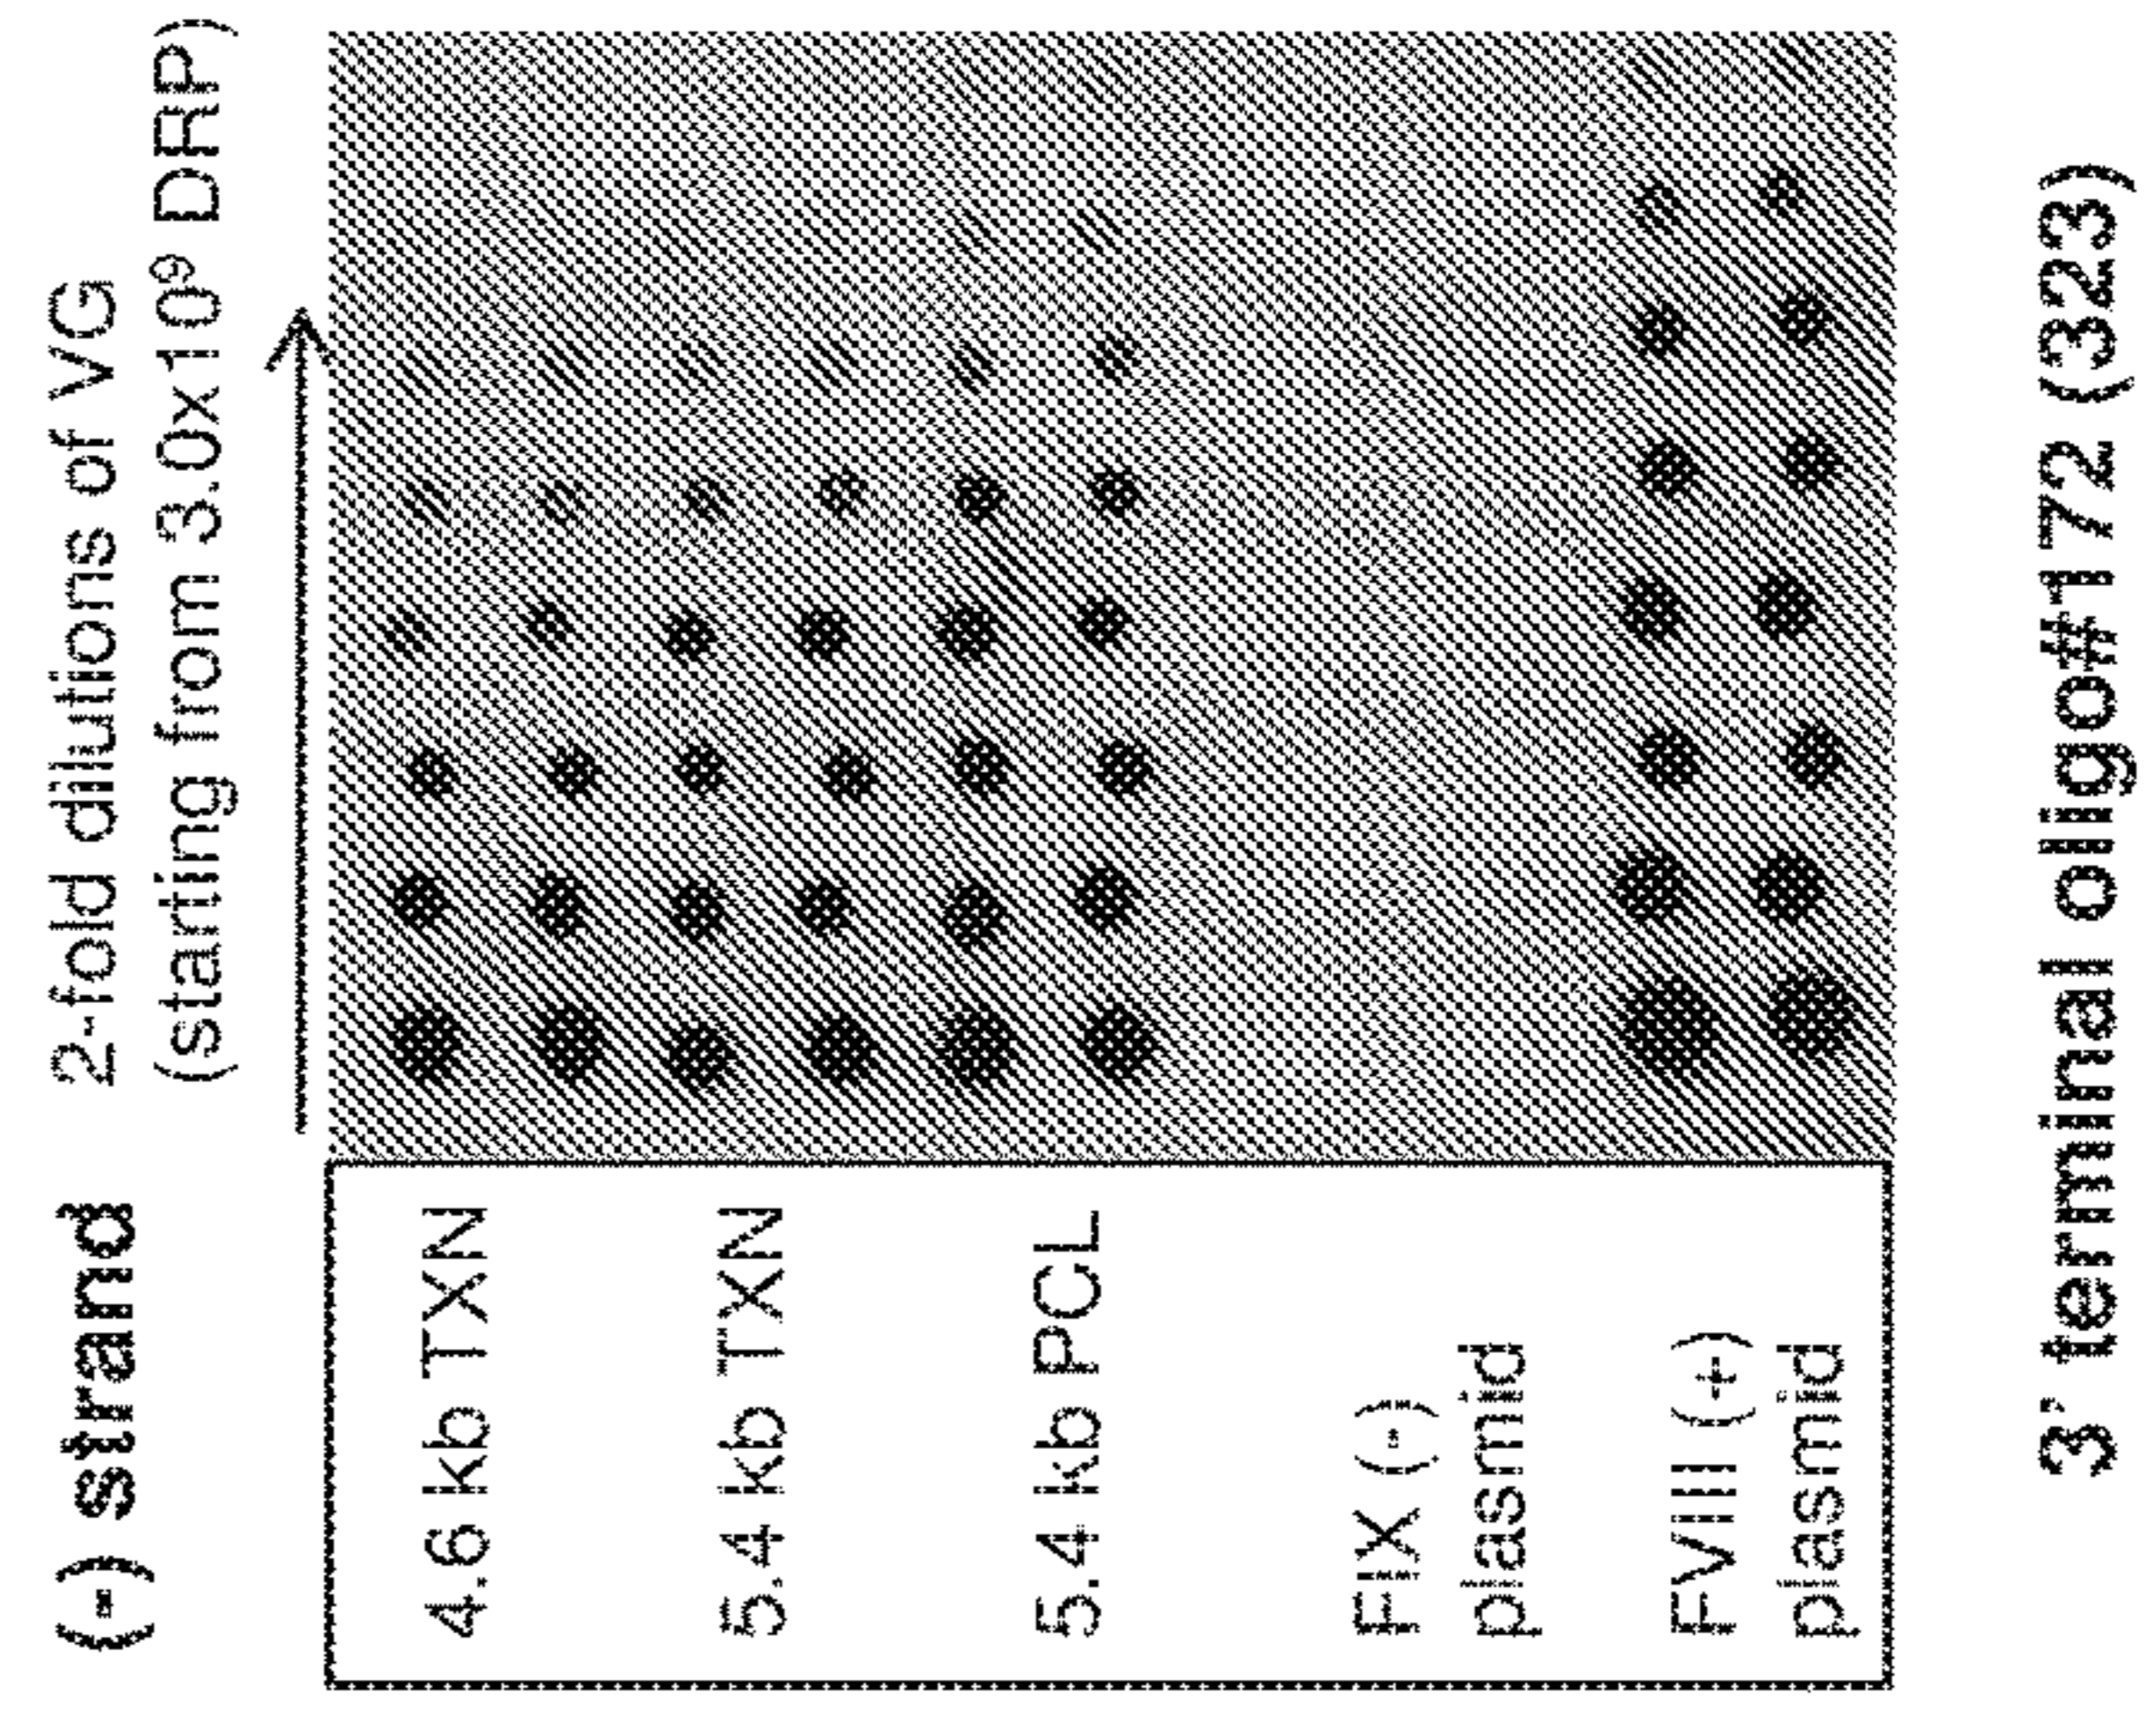 (-) strand
2-fold dilutions of VG
(starting from 3.0x10⁹ DRP)
4.6 kb TXN
5.4 kb TXN
5.4 kb PCL
FIX (-)
plasmid
FVIII (+)
plasmid
3' terminal oligo#172 (323)